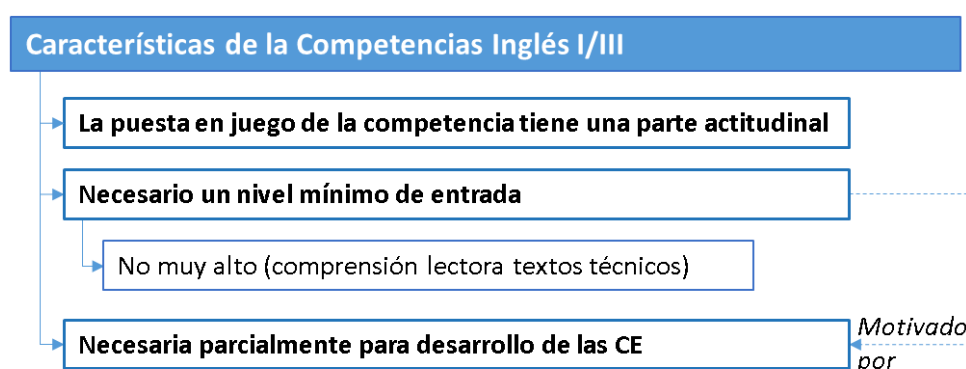 Características de la Competencias Inglés I/III
La puesta en juego de la competencia tiene una parte actitudinal
Necesario un nivel mínimo de entrada
No muy alto (comprensión lectora textos técnicos)
Necesaria parcialmente para desarrollo de las CE
Motivado
por